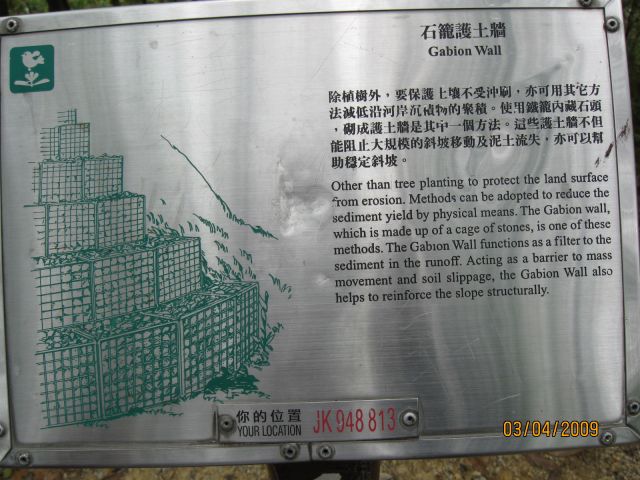 石籠護土牆
Gabion Wall
除植樹外，要保護土壤不受沖刷，亦可用其它方
法減低沿河岸沉積物的聚積。使用鐵籠內藏石頭
，砌成護土牆是其中一個方法。這些護土牆不但
能阻止大規模的斜坡移動及泥土流失，亦可以幫
助穩定斜坡。
Other than tree planting to protect the land surface
from erosion. Methods can be adopted to reduce the
sediment yield by physical means. The Gabion wall,
which is made up of a cage of stones, is one of these
methods. The Gabion Wall functions as a filter to the
sediment in the runoff. Acting as a barrier to mass
movement and soil slippage, the Gabion Wall also
helps to reinforce the slope structurally.
你的位置
YOUR LOCATION
JK 948 813
03/04/2009